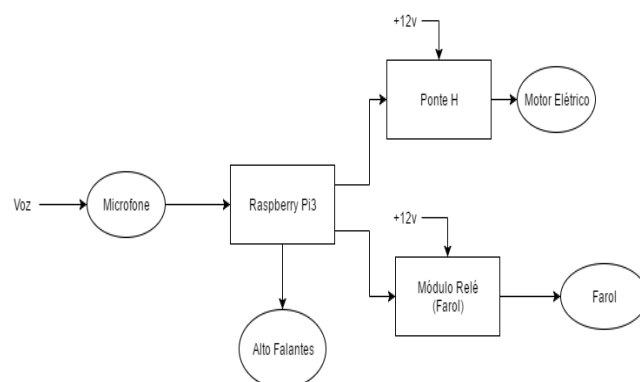 +12v
Ponte H
Motor Elétrico
Voz
Microfone
Raspberry Pi3
+12v
Módulo Relé
(Farol)
Farol
Alto Falantes